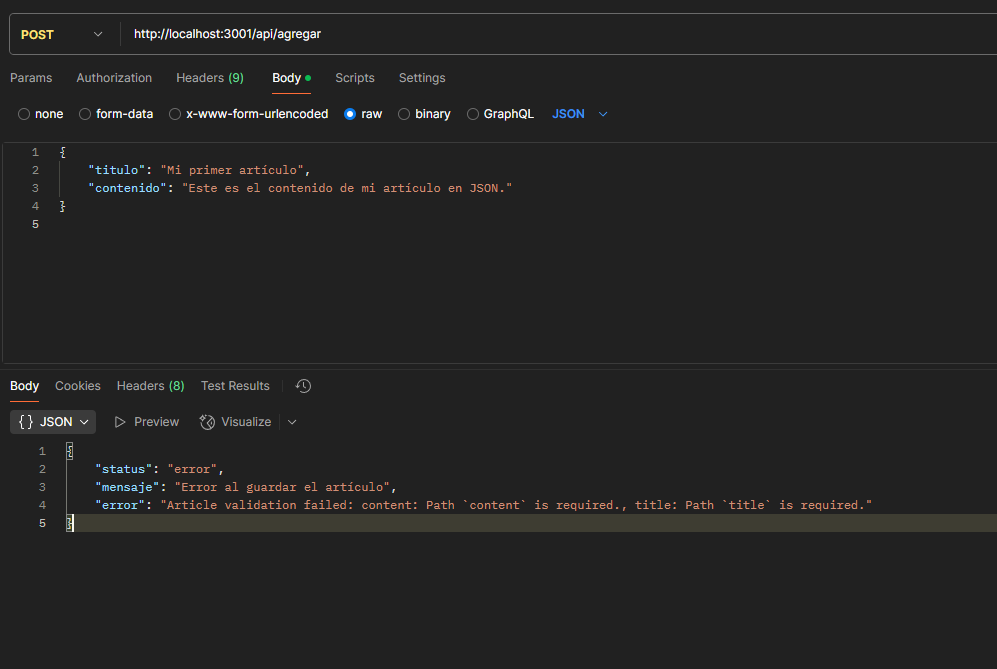 POST http://localhost:3001/api/agregar
Params Authorization Headers (9) Body Scripts Settings
none form-data x-www-form-urlencoded raw binary GraphQL JSON
1 {
2 "titulo": "Mi primer artículo",
3 "contenido": "Este es el contenido de mi artículo en JSON."
4 }
5
Body Cookies Headers (8) Test Results
{} JSON Preview Visualize
1 {
2 "status": "error",
3 "mensaje": "Error al guardar el artículo",
4 "error": "Article validation failed: content: Path `content` is required., title: Path `title` is required."
5 }